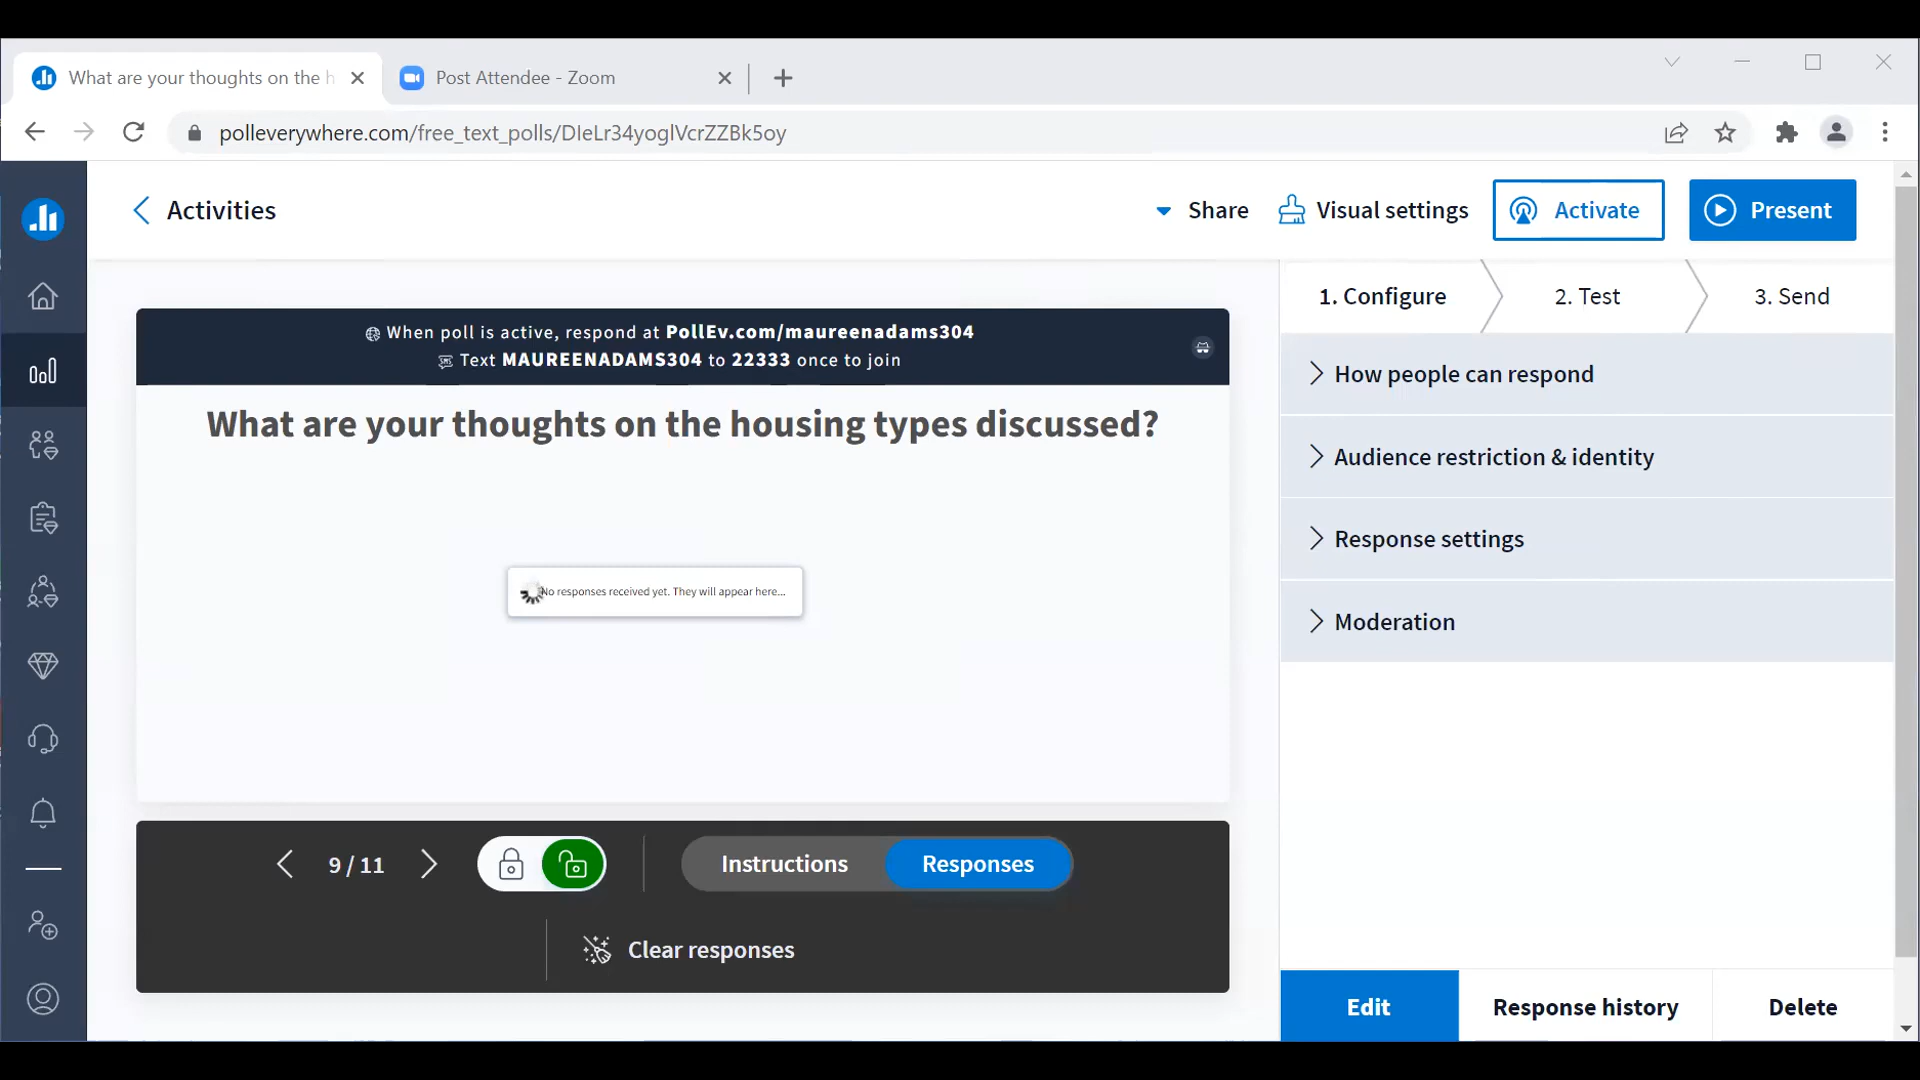 What are your thoughts on the h
Post Attendee - Zoom
polleverywhere.com/free_text_polls/DIeLr34yoglVcrZZBk5oy
Activities
Share
Visual settings
Activate
Present
When poll is active, respond at PollEv.com/maureenadams304
Text MAUREENADAMS304 to 22333 once to join
What are your thoughts on the housing types discussed?
No responses received yet. They will appear here...
9 / 11
Instructions
Responses
Clear responses
1. Configure
2. Test
3. Send
How people can respond
Audience restriction & identity
Response settings
Moderation
Edit
Response history
Delete